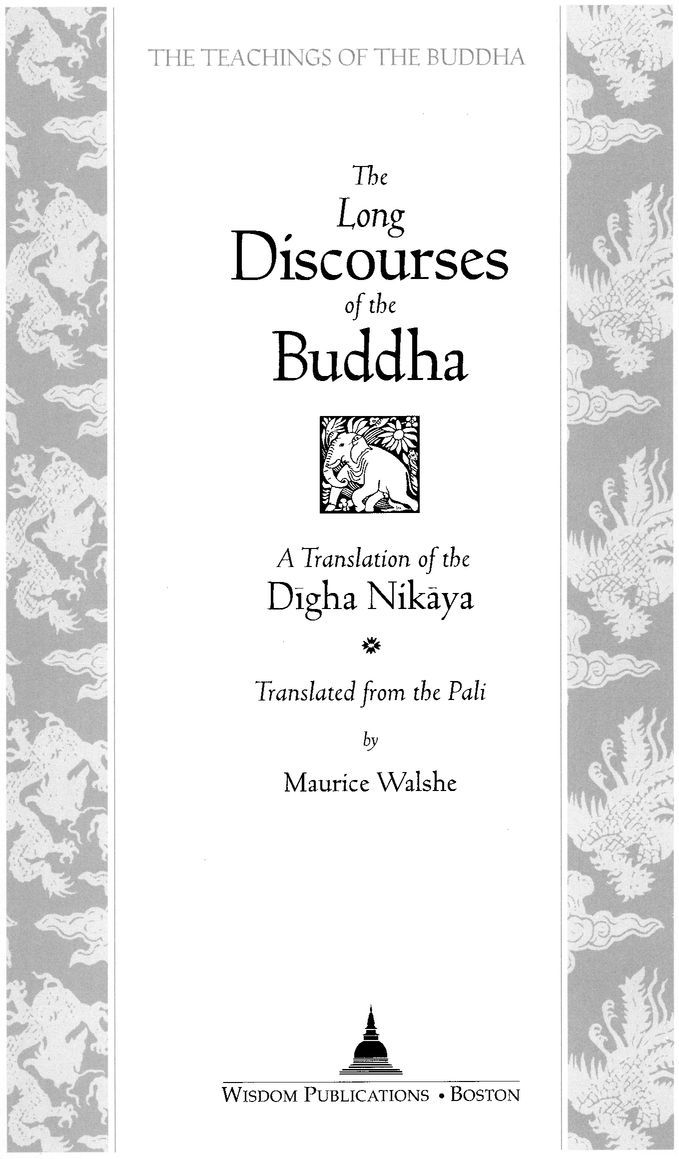 THE TEACHINGS OF THE BUDDHA
The
Long
Discourses
of the
Buddha
A Translation of the
Dīgha Nikāya
Translated from the Pali
by
Maurice Walshe
WISDOM PUBLICATIONS • BOSTON